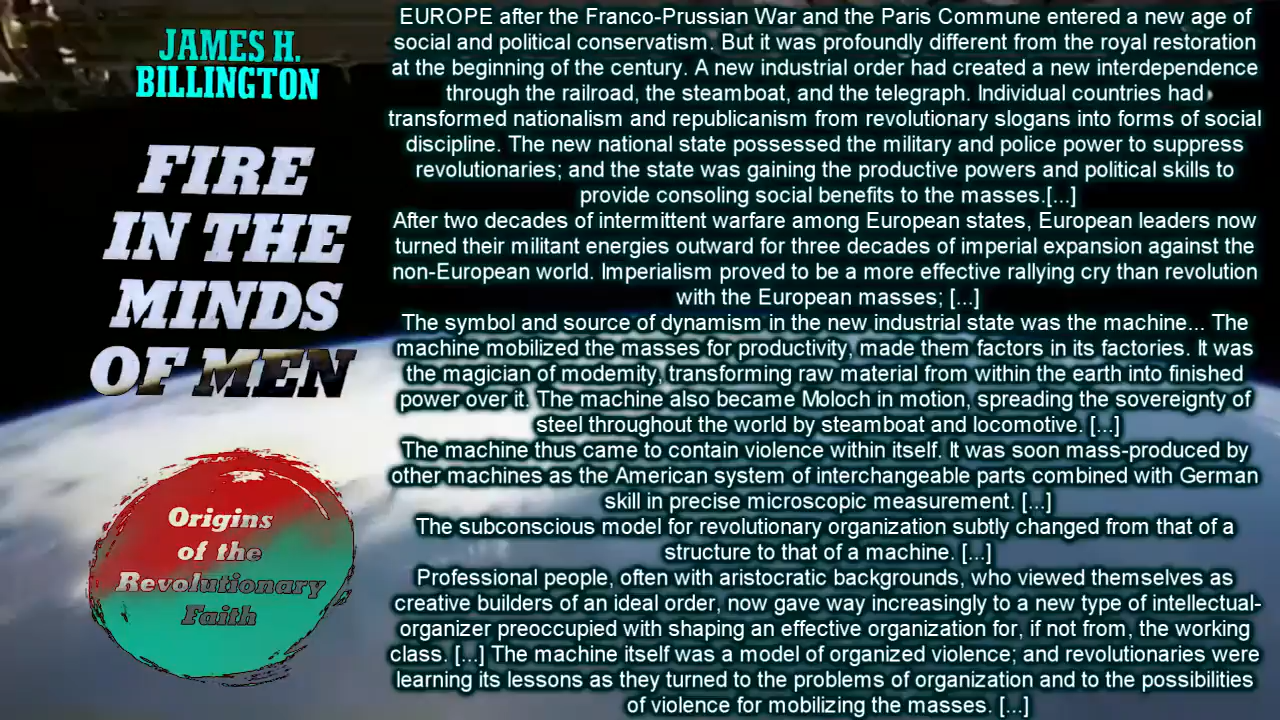 JAMES H.
BILLINGTON
FIRE
IN THE
MINDS
OF MEN
Origins
of the
Revolutionary
Faith
EUROPE after the Franco-Prussian War and the Paris Commune entered a new age of
social and political conservatism. But it was profoundly different from the royal restoration
at the beginning of the century. A new industrial order had created a new interdependence
through the railroad, the steamboat, and the telegraph. Individual countries had
transformed nationalism and republicanism from revolutionary slogans into forms of social
discipline. The new national state possessed the military and police power to suppress
revolutionaries; and the state was gaining the productive powers and political skills to
provide consoling social benefits to the masses.[...]
After two decades of intermittent warfare among European states, European leaders now
turned their militant energies outward for three decades of imperial expansion against the
non-European world. Imperialism proved to be a more effective rallying cry than revolution
with the European masses; [...]
The symbol and source of dynamism in the new industrial state was the machine... The
machine mobilized the masses for productivity, made them factors in its factories. It was
the magician of modemity, transforming raw material from within the earth into finished
power over it. The machine also became Moloch in motion, spreading the sovereignty of
steel throughout the world by steamboat and locomotive. [...]
The machine thus came to contain violence within itself. It was soon mass-produced by
other machines as the American system of interchangeable parts combined with German
skill in precise microscopic measurement. [...]
The subconscious model for revolutionary organization subtly changed from that of a
structure to that of a machine. [...]
Professional people, often with aristocratic backgrounds, who viewed themselves as
creative builders of an ideal order, now gave way increasingly to a new type of intellectual-
organizer preoccupied with shaping an effective organization for, if not from, the working
class. [...] The machine itself was a model of organized violence; and revolutionaries were
learning its lessons as they turned to the problems of organization and to the possibilities
of violence for mobilizing the masses. [...]